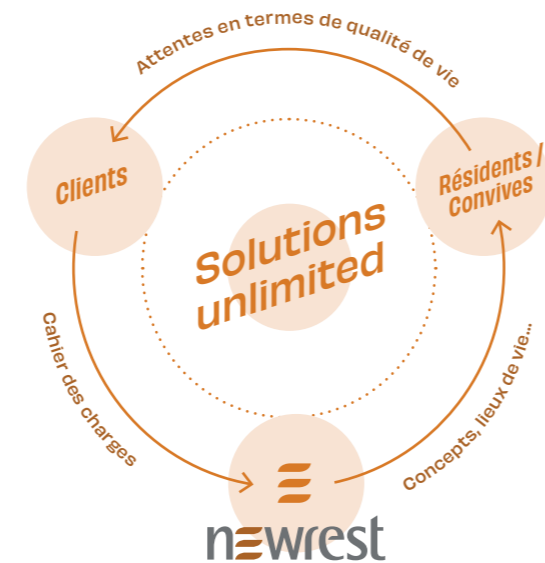 Attentes en termes de qualité de vie
Clients
Résidents /
Convives
Solutions
unlimited
Cahier des charges
Concepts, lieux de vie...
newrest